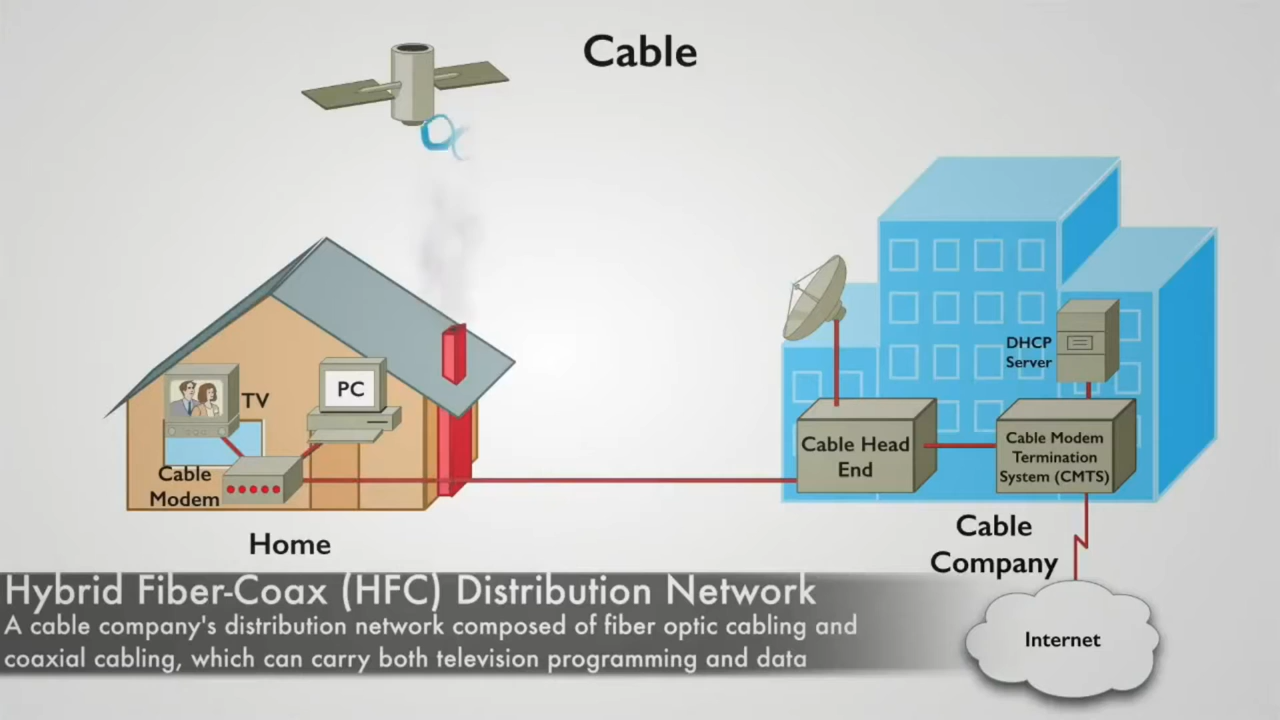 Cable
DHCP
Server
TV
PC
Cable
Modem
Cable Head
End
Cable Modem
Termination
System (CMTS)
Home
Cable
Company
Hybrid Fiber-Coax (HFC) Distribution Network
A cable company's distribution network composed of fiber optic cabling and
coaxial cabling, which can carry both television programming and data
Internet